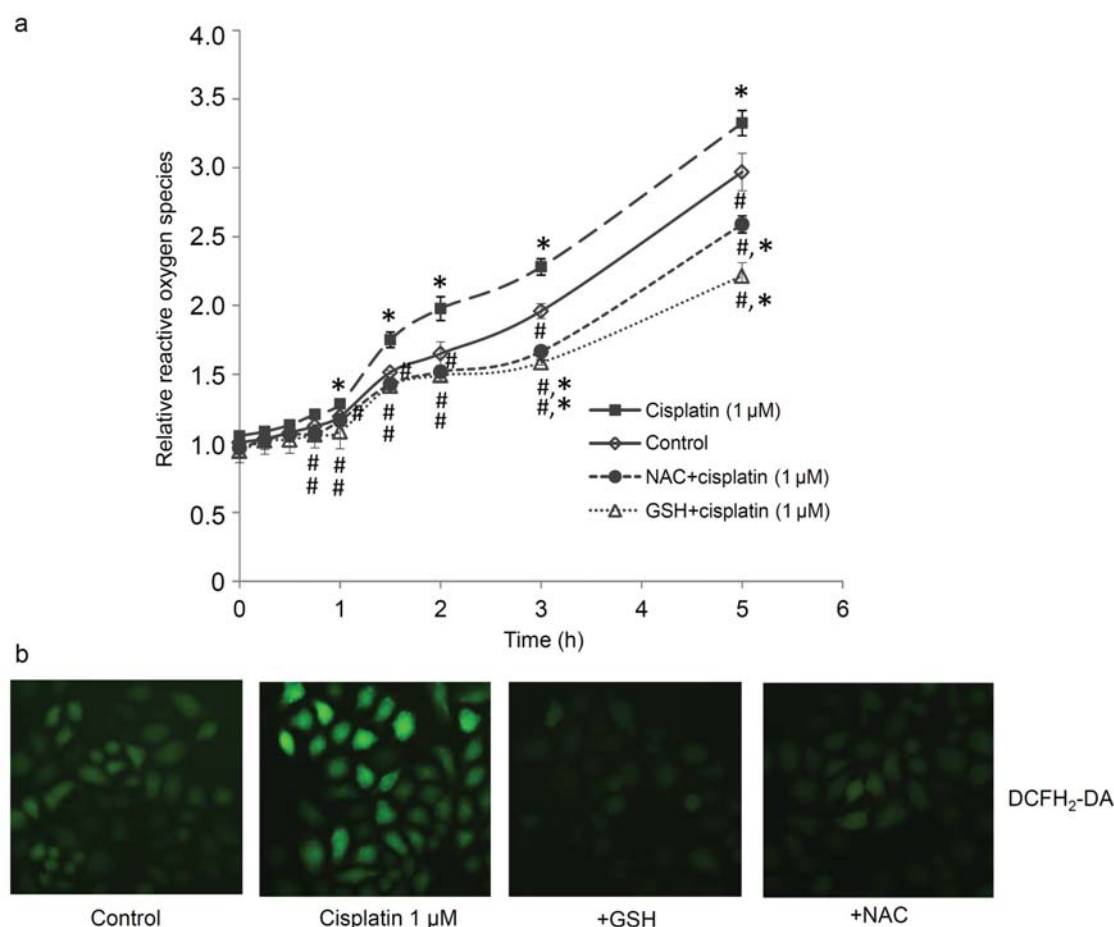 a
4.0
3.5
3.0
2.5
2.0
1.5
1.0
0.5
0
Relative reactive oxygen species
*
*
*
*
*
#
#
#
#
#
#, *
#, *
#, *
#, *
#
#
#
#
#
#
#
#
Cisplatin (1 μM)
Control
NAC+cisplatin (1 μM)
GSH+cisplatin (1 μM)
0 1 2 3 4 5 6
Time (h)
b
DCFH₂-DA
Control Cisplatin 1 μM +GSH +NAC